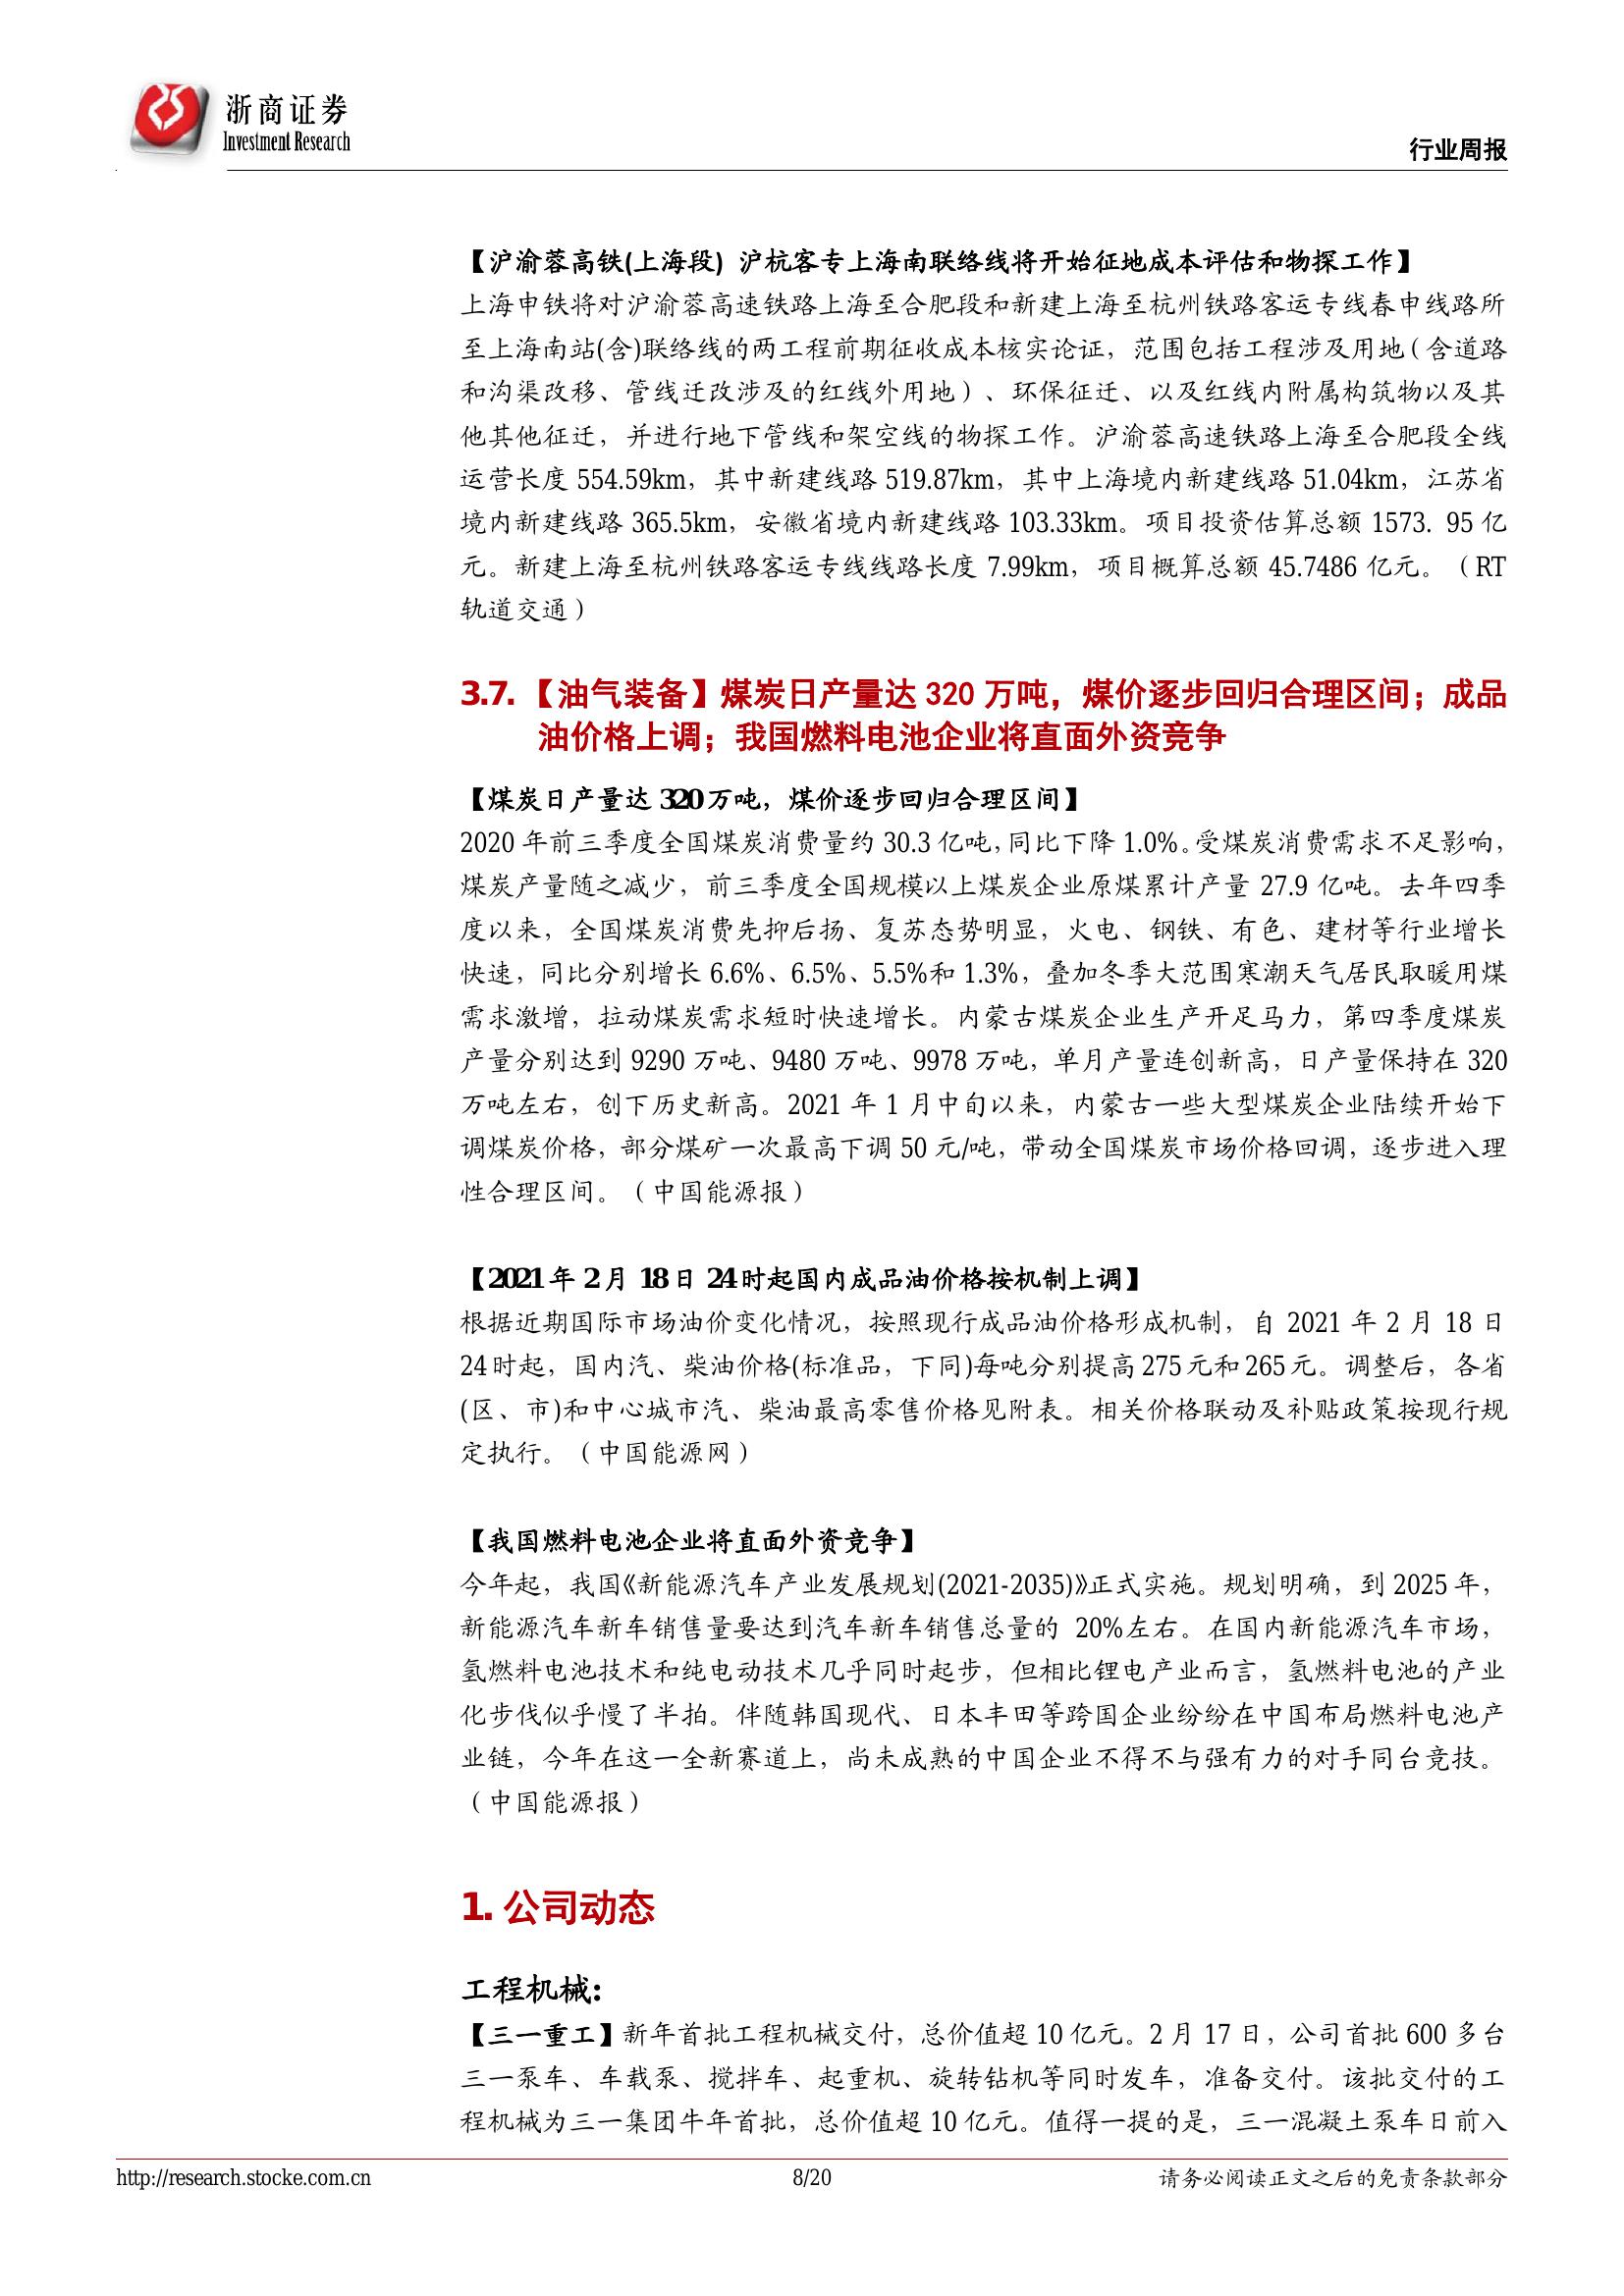 浙商证券
Investment Research
行业周报
【沪渝蓉高铁(上海段) 沪杭客专上海南联络线将开始征地成本评估和物探工作】
上海申铁将对沪渝蓉高速铁路上海至合肥段和新建上海至杭州铁路客运专线春申线路所
至上海南站(含)联络线的两工程前期征收成本核实论证，范围包括工程涉及用地（含道路
和沟渠改移、管线迁改涉及的红线外用地）、环保征迁、以及红线内附属构筑物以及其
他其他征迁，并进行地下管线和架空线的物探工作。沪渝蓉高速铁路上海至合肥段全线
运营长度 554.59km，其中新建线路 519.87km，其中上海境内新建线路 51.04km，江苏省
境内新建线路 365.5km，安徽省境内新建线路 103.33km。项目投资估算总额 1573. 95 亿
元。新建上海至杭州铁路客运专线线路长度 7.99km，项目概算总额 45.7486 亿元。（RT
轨道交通）
3.7. 【油气装备】煤炭日产量达 320 万吨，煤价逐步回归合理区间；成品
油价格上调；我国燃料电池企业将直面外资竞争
【煤炭日产量达 320 万吨，煤价逐步回归合理区间】
2020 年前三季度全国煤炭消费量约 30.3 亿吨，同比下降 1.0%。受煤炭消费需求不足影响，
煤炭产量随之减少，前三季度全国规模以上煤炭企业原煤累计产量 27.9 亿吨。去年四季
度以来，全国煤炭消费先抑后扬、复苏态势明显，火电、钢铁、有色、建材等行业增长
快速，同比分别增长 6.6%、6.5%、5.5%和 1.3%，叠加冬季大范围寒潮天气居民取暖用煤
需求激增，拉动煤炭需求短时快速增长。内蒙古煤炭企业生产开足马力，第四季度煤炭
产量分别达到 9290 万吨、9480 万吨、9978 万吨，单月产量连创新高，日产量保持在 320
万吨左右，创下历史新高。2021 年 1 月中旬以来，内蒙古一些大型煤炭企业陆续开始下
调煤炭价格，部分煤矿一次最高下调 50 元/吨，带动全国煤炭市场价格回调，逐步进入理
性合理区间。（中国能源报）
【2021 年 2 月 18 日 24 时起国内成品油价格按机制上调】
根据近期国际市场油价变化情况，按照现行成品油价格形成机制，自 2021 年 2 月 18 日
24 时起，国内汽、柴油价格(标准品，下同)每吨分别提高 275 元和 265 元。调整后，各省
(区、市)和中心城市汽、柴油最高零售价格见附表。相关价格联动及补贴政策按现行规
定执行。（中国能源网）
【我国燃料电池企业将直面外资竞争】
今年起，我国《新能源汽车产业发展规划(2021-2035)》正式实施。规划明确，到 2025 年，
新能源汽车新车销售量要达到汽车新车销售总量的 20%左右。在国内新能源汽车市场，
氢燃料电池技术和纯电动技术几乎同时起步，但相比锂电产业而言，氢燃料电池的产业
化步伐似乎慢了半拍。伴随韩国现代、日本丰田等跨国企业纷纷在中国布局燃料电池产
业链，今年在这一全新赛道上，尚未成熟的中国企业不得不与强有力的对手同台竞技。
（中国能源报）
1. 公司动态
工程机械：
【三一重工】新年首批工程机械交付，总价值超 10 亿元。2 月 17 日，公司首批 600 多台
三一泵车、车载泵、搅拌车、起重机、旋转钻机等同时发车，准备交付。该批交付的工
程机械为三一集团牛年首批，总价值超 10 亿元。值得一提的是，三一混凝土泵车日前入
http://research.stocke.com.cn
8/20
请务必阅读正文之后的免责条款部分